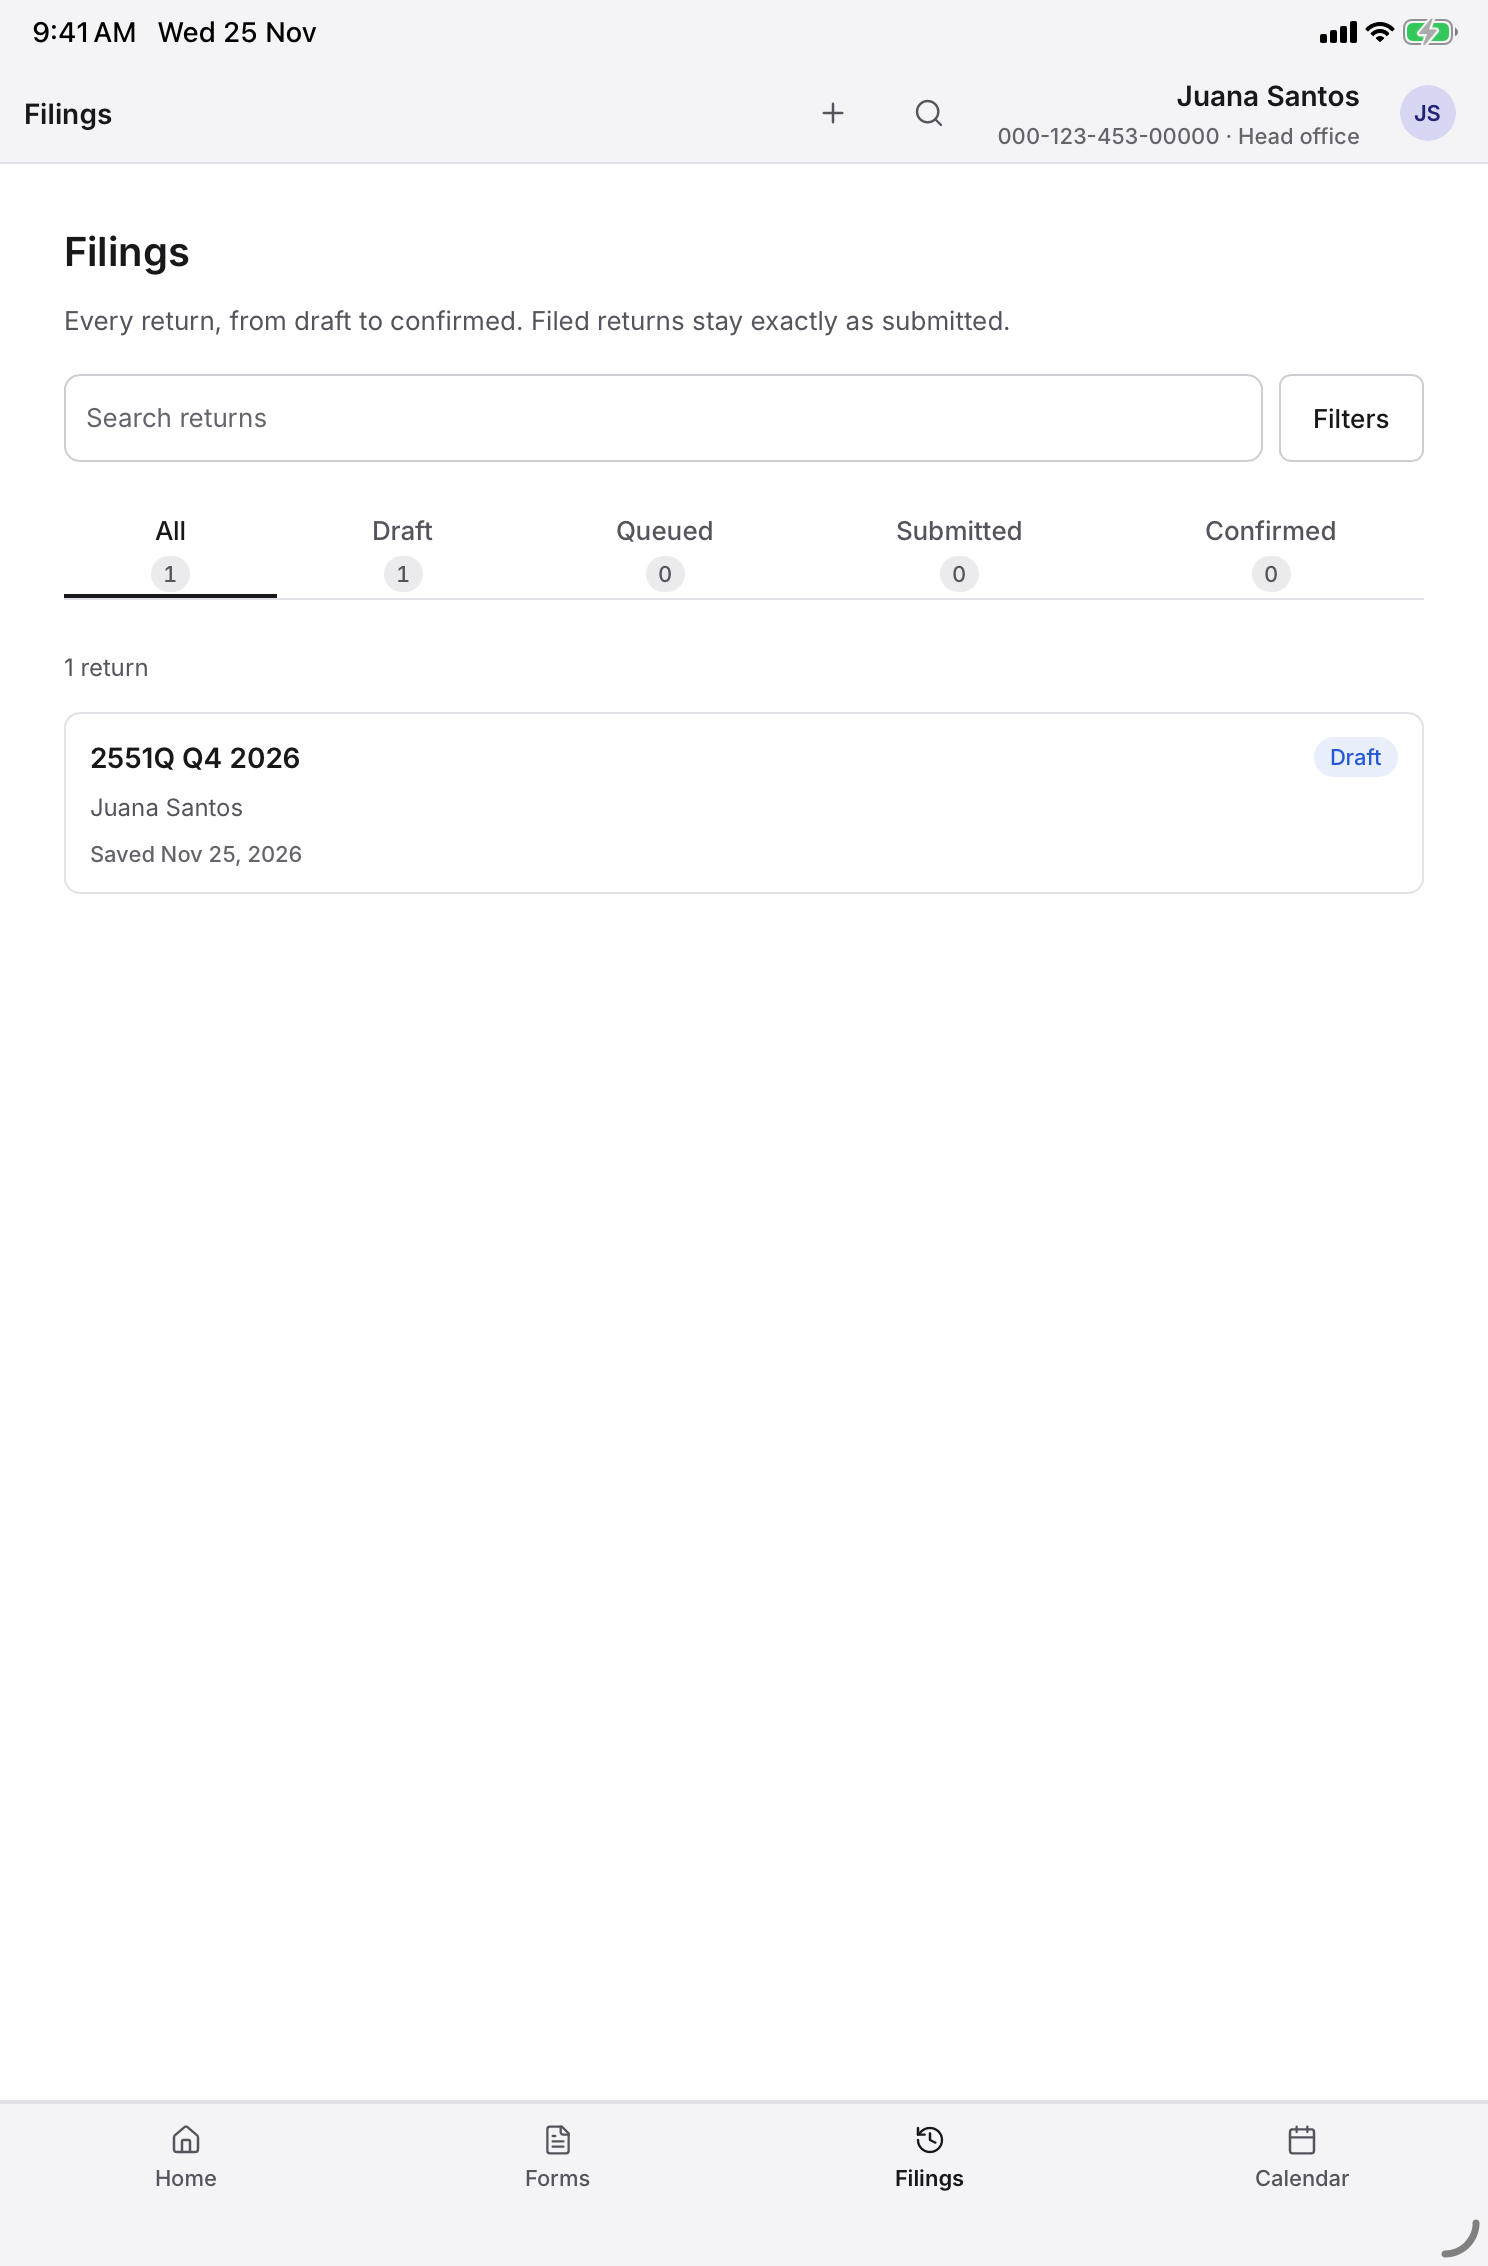 9:41 AM Wed 25 Nov
Filings
Juana Santos
000-123-453-00000 · Head office
JS
Filings
Every return, from draft to confirmed. Filed returns stay exactly as submitted.
Search returns
Filters
All Draft Queued Submitted Confirmed
1 1 0 0 0
1 return
2551Q Q4 2026
Draft
Juana Santos
Saved Nov 25, 2026
Home Forms Filings Calendar